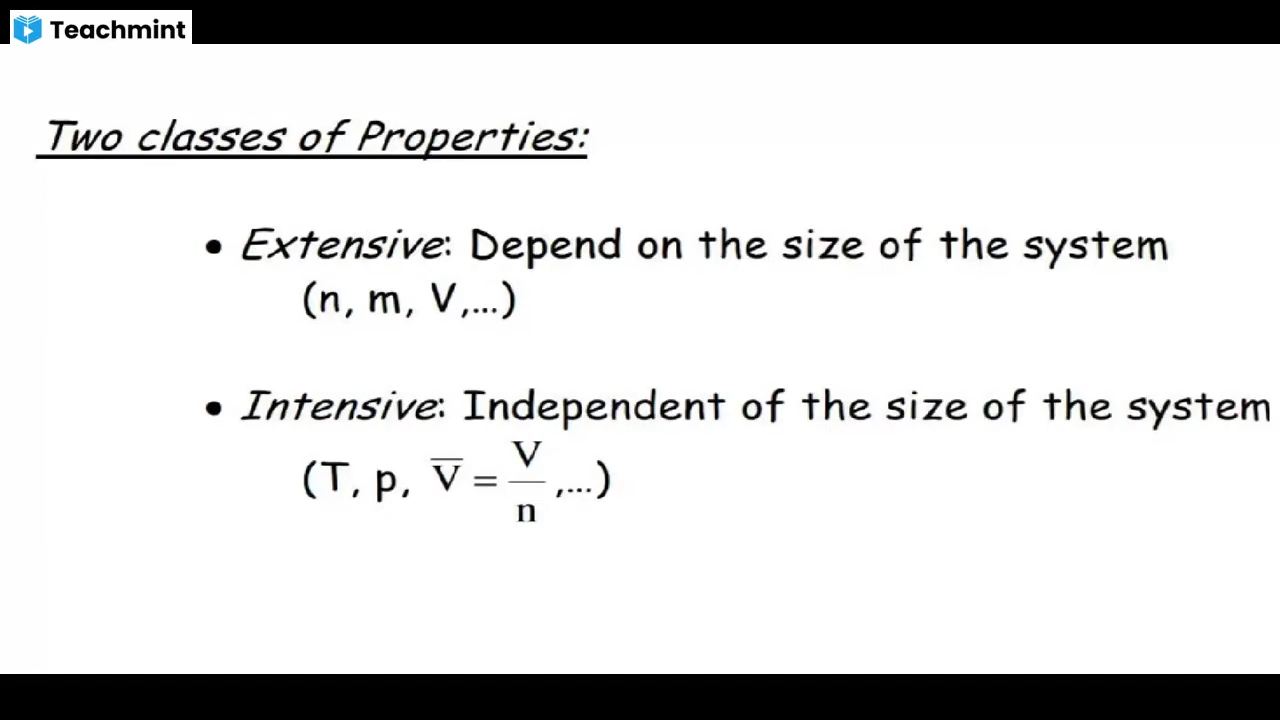 Teachmint
Two classes of Properties:
• Extensive: Depend on the size of the system
(n, m, V,...)
• Intensive: Independent of the size of the system
(T, p, V̅ = V/n ,...)